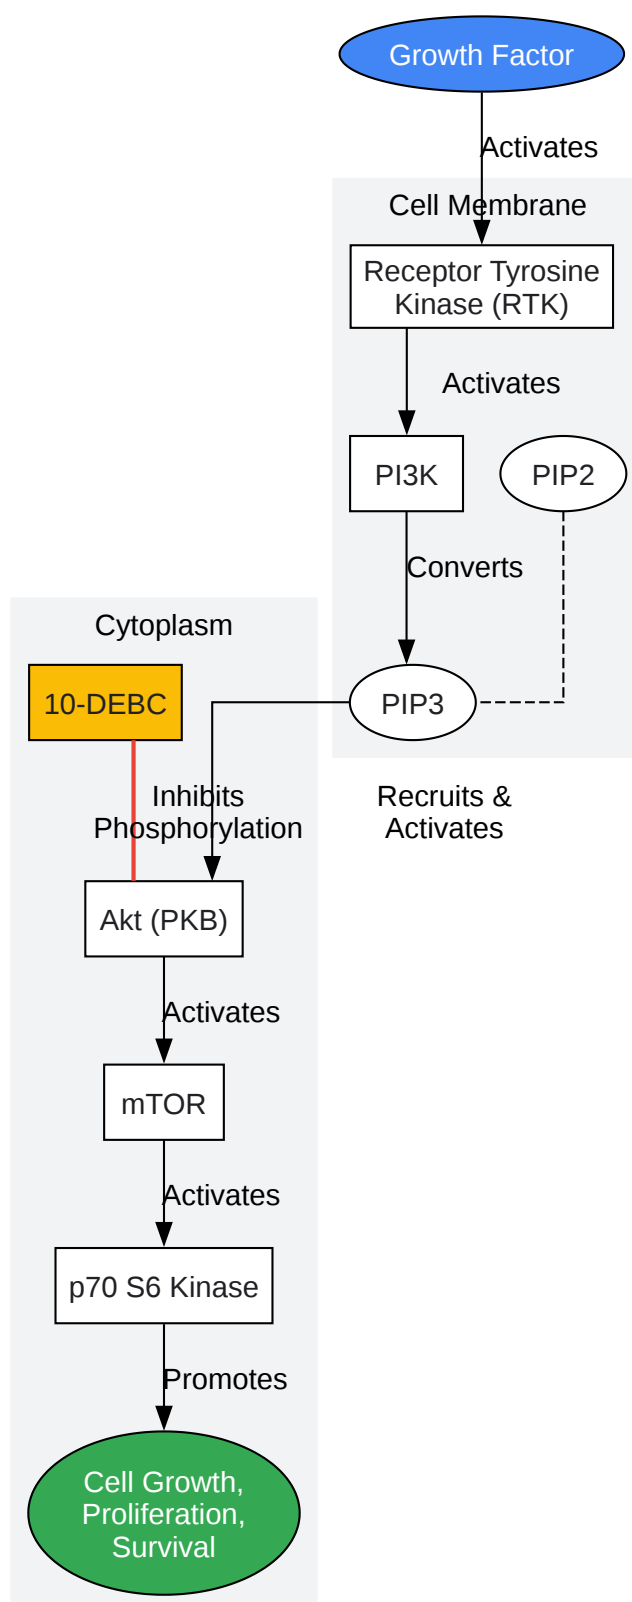 Growth Factor
Activates
Cell Membrane
Receptor Tyrosine
Kinase (RTK)
Activates
PI3K
PIP2
Converts
Cytoplasm
10-DEBC
PIP3
Inhibits
Phosphorylation
Recruits &
Activates
Akt (PKB)
Activates
mTOR
Activates
p70 S6 Kinase
Promotes
Cell Growth,
Proliferation,
Survival